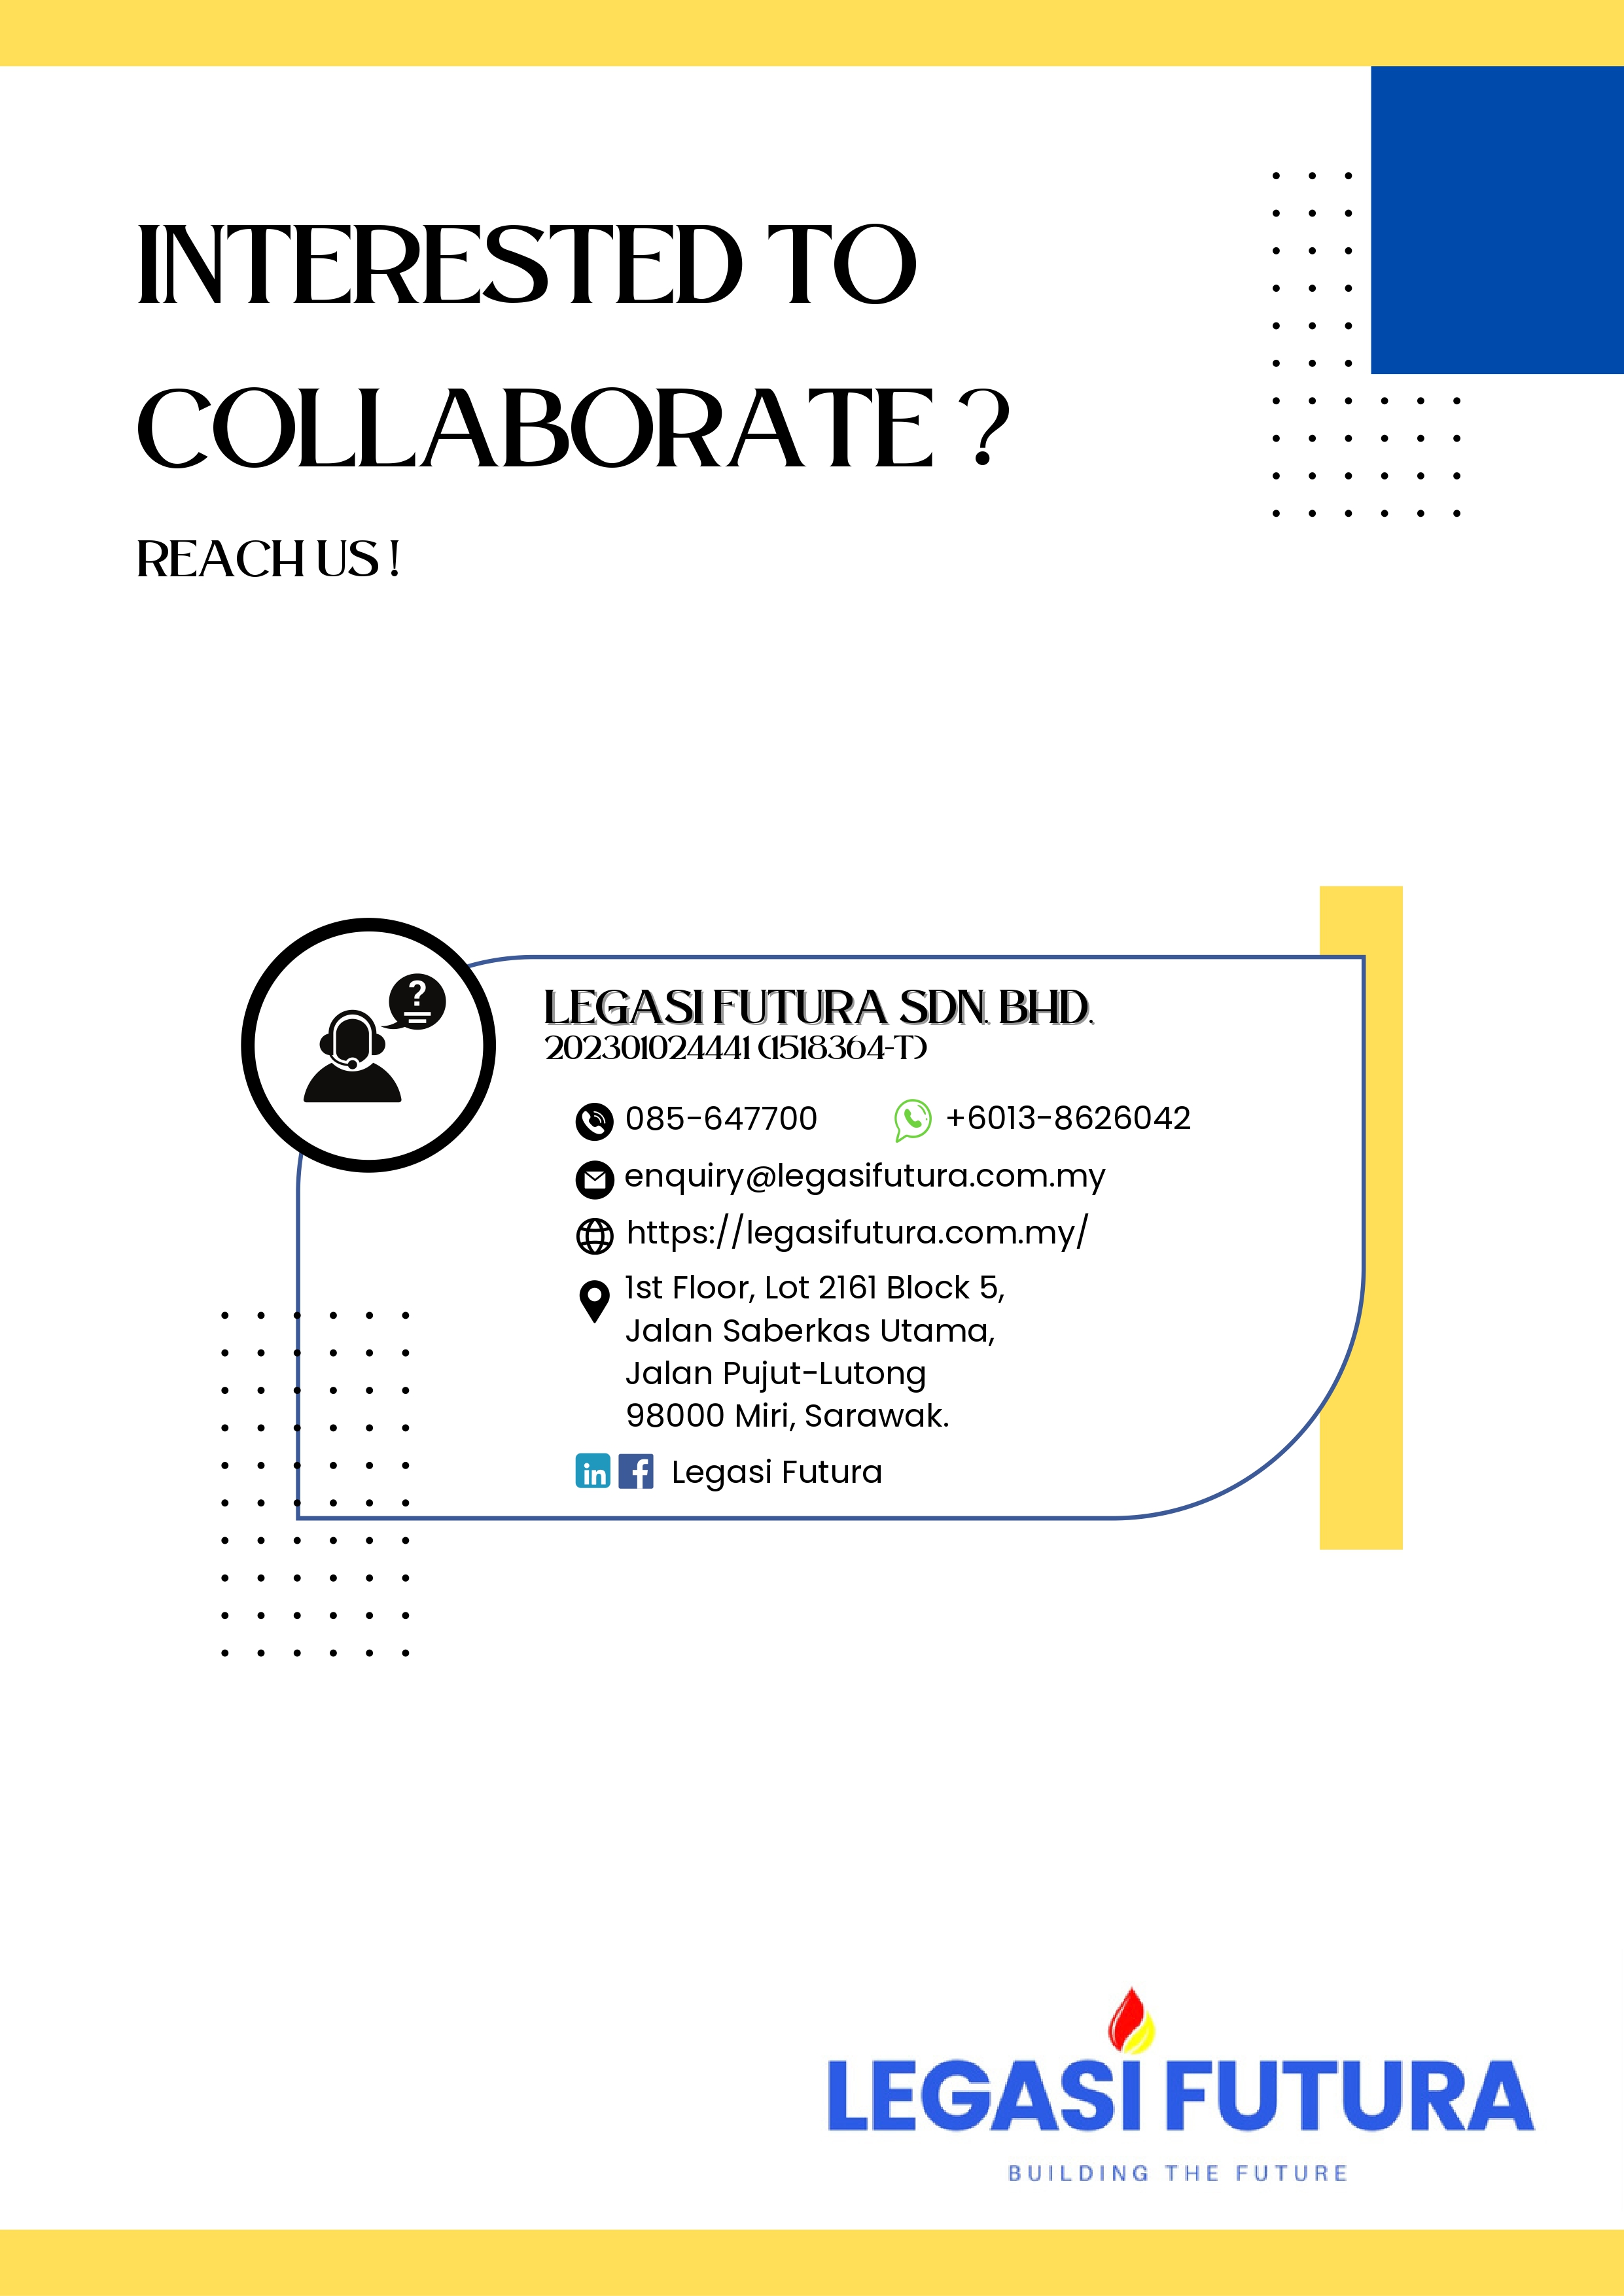 INTERESTED TO
COLLABORATE ?
REACH US !
?
LEGASI FUTURA SDN. BHD.
202301024441 (1518364-T)
085-647700 +6013-8626042
enquiry@legasifutura.com.my
https://legasifutura.com.my/
1st Floor, Lot 2161 Block 5,
Jalan Saberkas Utama,
Jalan Pujut-Lutong
98000 Miri, Sarawak.
in f Legasi Futura
LEGASI FUTURA
BUILDING THE FUTURE